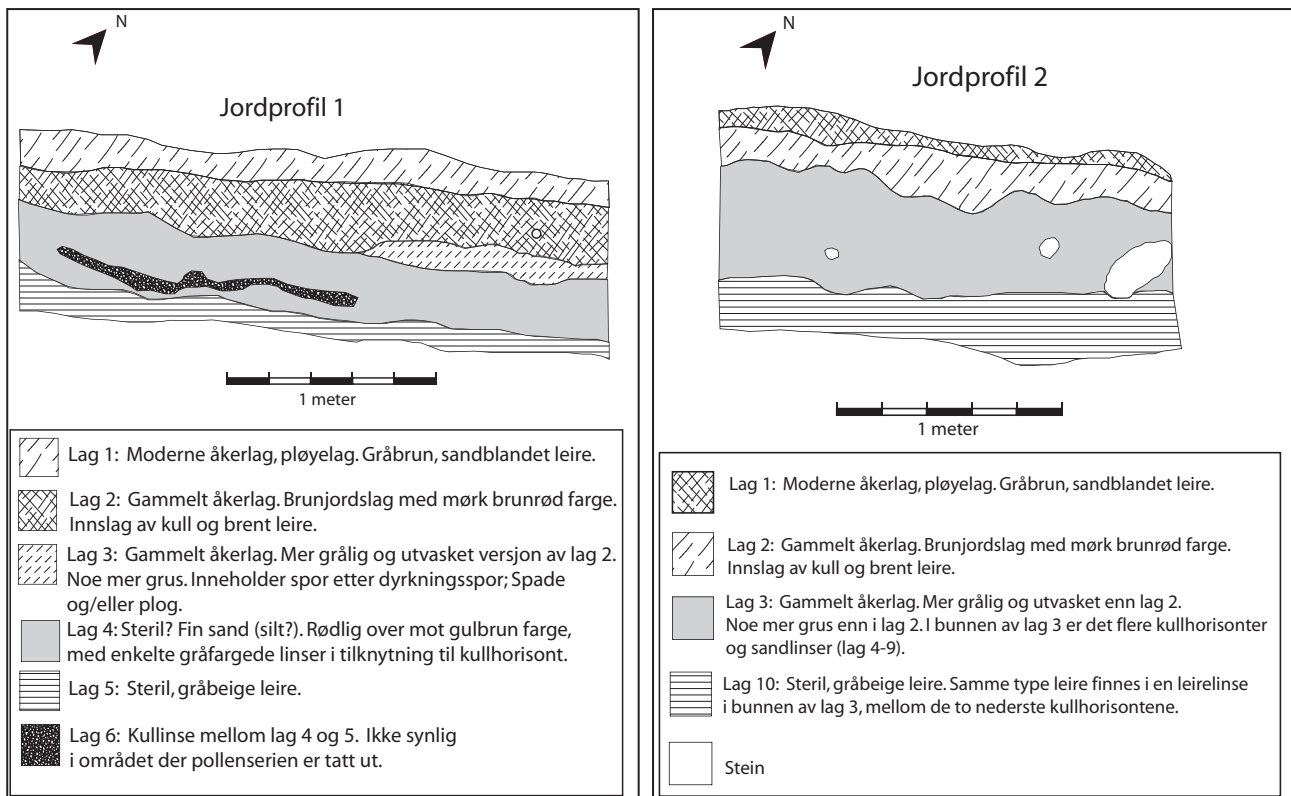 N
Jordprofil 1
1 meter
Lag 1: Moderne åkerlag, pløyelag. Gråbrun, sandblandet leire.
Lag 2: Gammelt åkerlag. Brunjordslag med mørk brunrød farge.
Innslag av kull og brent leire.
Lag 3: Gammelt åkerlag. Mer grålig og utvasket versjon av lag 2.
Noe mer grus. Inneholder spor etter dyrkningsspor; Spade
og/eller plog.
Lag 4: Steril? Fin sand (silt?). Rødlig over mot gulbrun farge,
med enkelte gråfargede linser i tilknytning til kullhorisont.
Lag 5: Steril, gråbeige leire.
Lag 6: Kullinse mellom lag 4 og 5. Ikke synlig
i området der pollenserien er tatt ut.
N
Jordprofil 2
1 meter
Lag 1: Moderne åkerlag, pløyelag. Gråbrun, sandblandet leire.
Lag 2: Gammelt åkerlag. Brunjordslag med mørk brunrød farge.
Innslag av kull og brent leire.
Lag 3: Gammelt åkerlag. Mer grålig og utvasket enn lag 2.
Noe mer grus enn i lag 2. I bunnen av lag 3 er det flere kullhorisonter
og sandlinser (lag 4-9).
Lag 10: Steril, gråbeige leire. Samme type leire finnes i en leirelinse
i bunnen av lag 3, mellom de to nederste kullhorisontene.
Stein